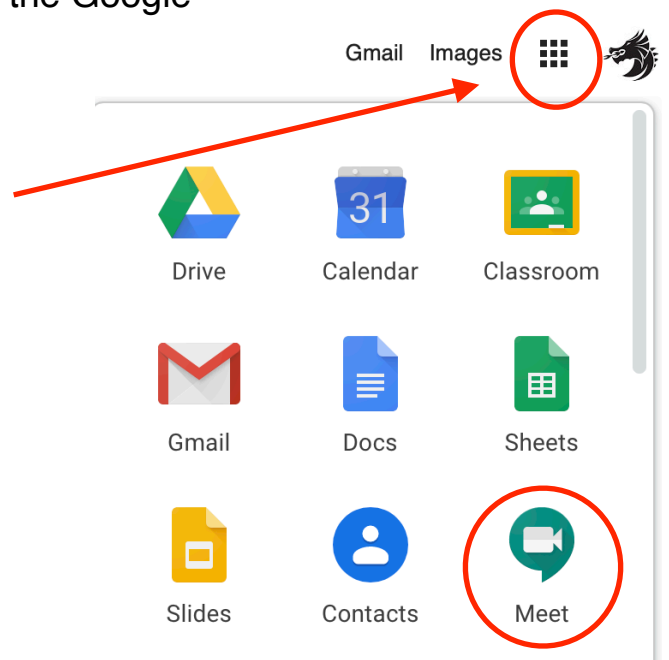 the Google
Gmail Images
31
Drive Calendar Classroom
Gmail Docs Sheets
Slides Contacts Meet